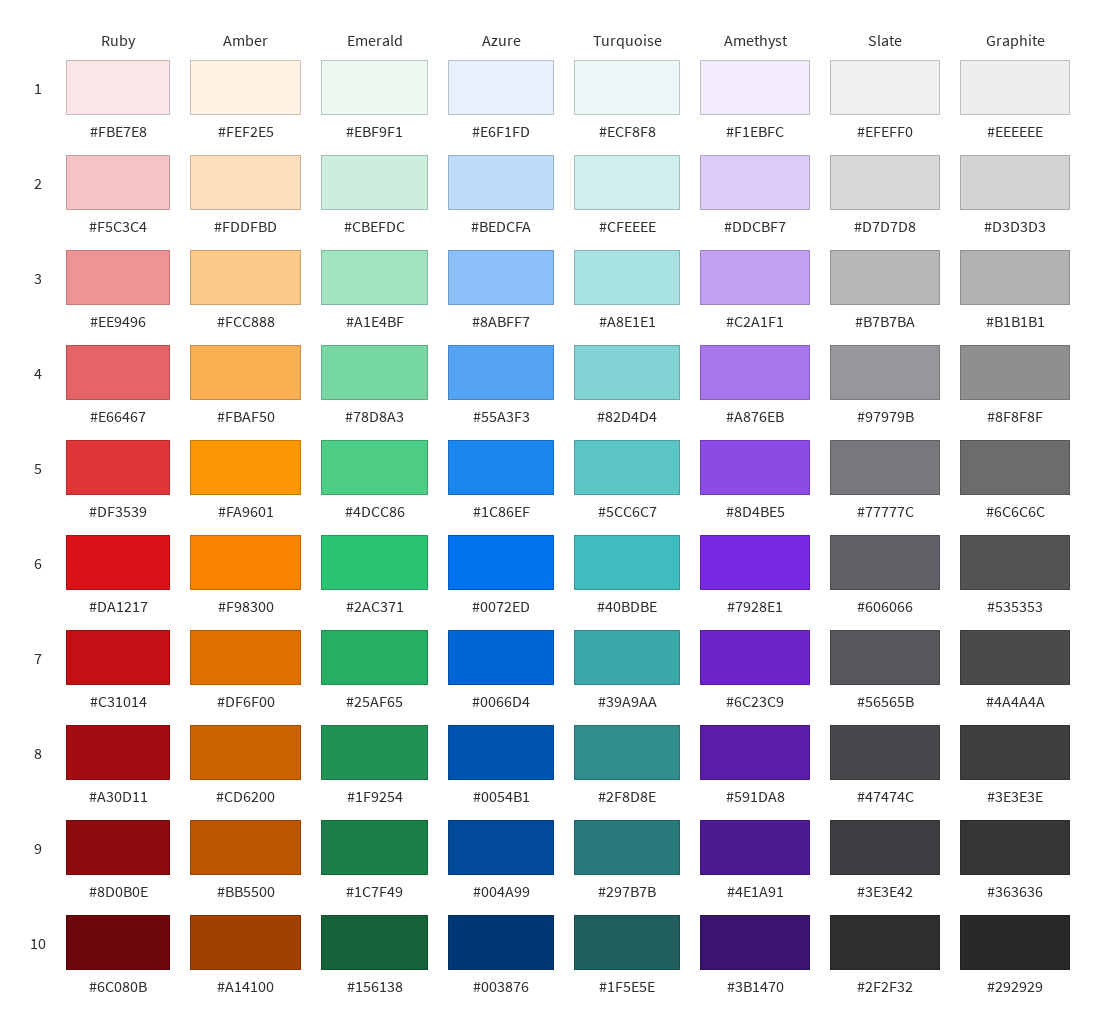 Ruby Amber Emerald Azure Turquoise Amethyst Slate Graphite
1
#FBE7E8 #FEF2E5 #EBF9F1 #E6F1FD #ECF8F8 #F1EBFC #EFEFF0 #EEEEEE
2
#F5C3C4 #FDDFBD #CBEFDC #BEDCFA #CFEEEE #DDCBF7 #D7D7D8 #D3D3D3
3
#EE9496 #FCC888 #A1E4BF #8ABFF7 #A8E1E1 #C2A1F1 #B7B7BA #B1B1B1
4
#E66467 #FBAF50 #78D8A3 #55A3F3 #82D4D4 #A876EB #97979B #8F8F8F
5
#DF3539 #FA9601 #4DCC86 #1C86EF #5CC6C7 #8D4BE5 #77777C #6C6C6C
6
#DA1217 #F98300 #2AC371 #0072ED #40BDBE #7928E1 #606066 #535353
7
#C31014 #DF6F00 #25AF65 #0066D4 #39A9AA #6C23C9 #56565B #4A4A4A
8
#A30D11 #CD6200 #1F9254 #0054B1 #2F8D8E #591DA8 #47474C #3E3E3E
9
#8D0B0E #BB5500 #1C7F49 #004A99 #297B7B #4E1A91 #3E3E42 #363636
10
#6C080B #A14100 #156138 #003876 #1F5E5E #3B1470 #2F2F32 #292929